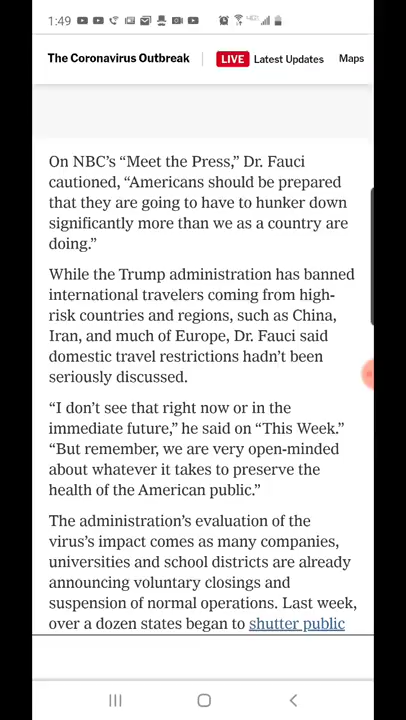 1:49
The Coronavirus Outbreak
LIVE Latest Updates Maps
On NBC’s “Meet the Press,” Dr. Fauci
cautioned, “Americans should be prepared
that they are going to have to hunker down
significantly more than we as a country are
doing.”
While the Trump administration has banned
international travelers coming from high-
risk countries and regions, such as China,
Iran, and much of Europe, Dr. Fauci said
domestic travel restrictions hadn’t been
seriously discussed.
“I don’t see that right now or in the
immediate future,” he said on “This Week.”
“But remember, we are very open-minded
about whatever it takes to preserve the
health of the American public.”
The administration’s evaluation of the
virus’s impact comes as many companies,
universities and school districts are already
announcing voluntary closings and
suspension of normal operations. Last week,
over a dozen states began to shutter public